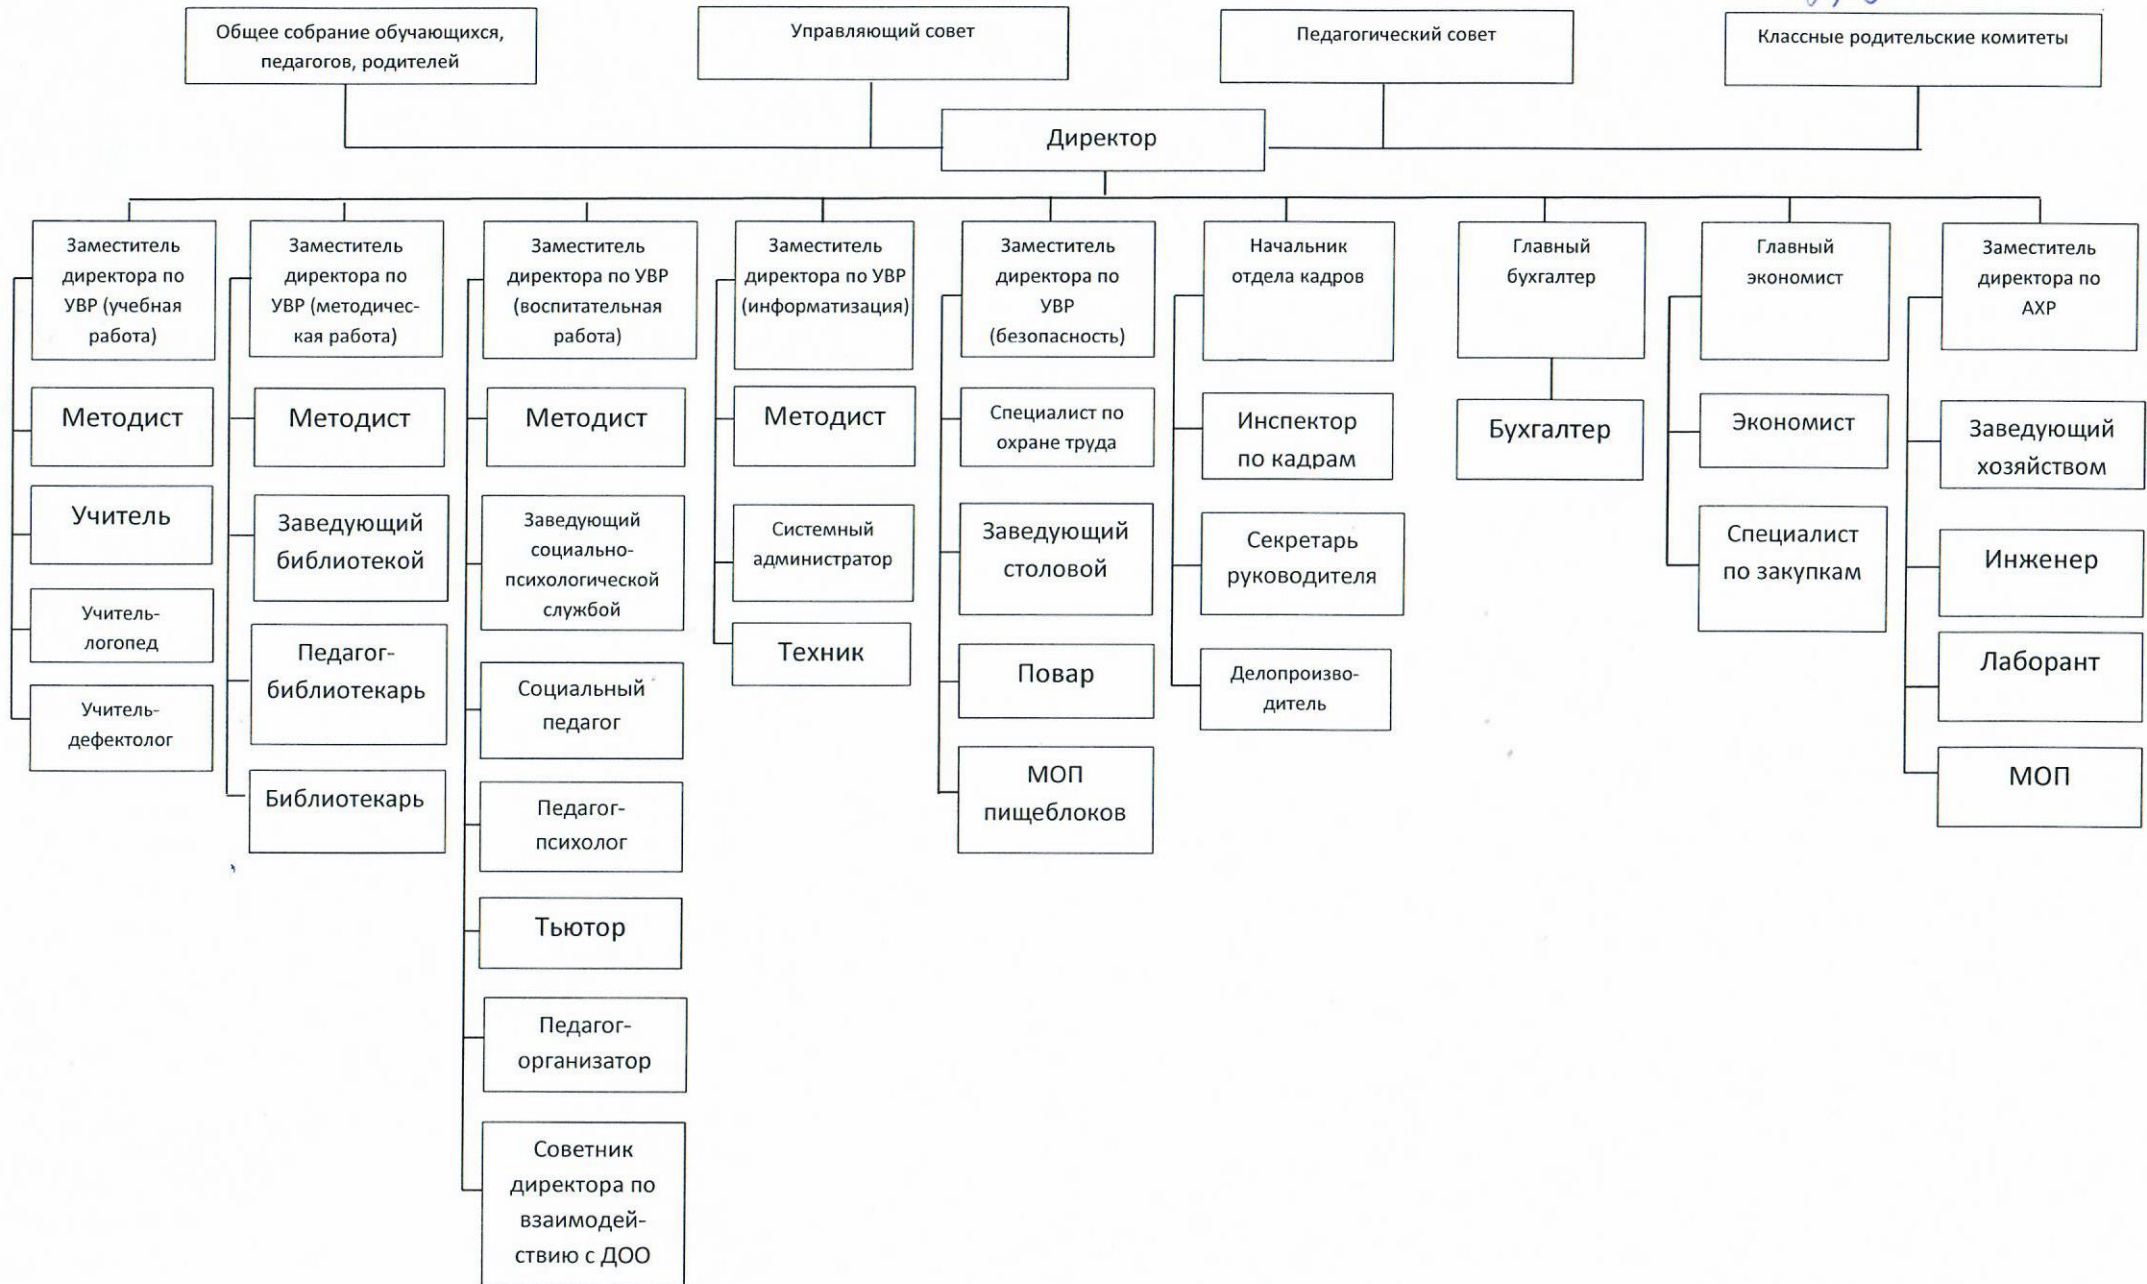 Общее собрание обучающихся,
педагогов, родителей
Управляющий совет
Педагогический совет
Классные родительские комитеты
Директор
Заместитель
директора по
УВР (учебная
работа)
Методист
Учитель
Учитель-
логопед
Учитель-
дефектолог
Заместитель
директора по
УВР (методичес-
кая работа)
Методист
Заведующий
библиотекой
Педагог-
библиотекарь
Библиотекарь
Заместитель
директора по УВР
(воспитательная
работа)
Методист
Заведующий
социально-
психологической
службой
Социальный
педагог
Педагог-
психолог
Тьютор
Педагог-
организатор
Советник
директора по
взаимодей-
ствию с ДОО
Заместитель
директора по УВР
(информатизация)
Методист
Системный
администратор
Техник
Заместитель
директора по
УВР
(безопасность)
Специалист по
охране труда
Заведующий
столовой
Повар
МОП
пищеблоков
Начальник
отдела кадров
Инспектор
по кадрам
Секретарь
руководителя
Делопроизво-
дитель
Главный
бухгалтер
Бухгалтер
Главный
экономист
Экономист
Специалист
по закупкам
Заместитель
директора по
АХР
Заведующий
хозяйством
Инженер
Лаборант
МОП